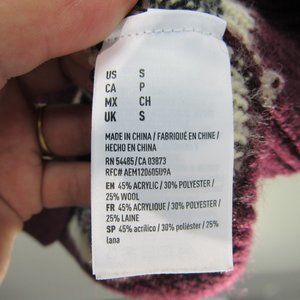 US S
CA P
MX CH
UK S
MADE IN CHINA / FABRIQUÉ EN CHINE /
HECHO EN CHINA
RN 54485/CA 03873
EN 45% ACRYLIC / 30% POLYESTER /
25% WOOL
FR 45% ACRYLIQUE / 30% POLYESTER /
25% LAINE
SP 45% acrílico / 30% poliéster / 25%
lana